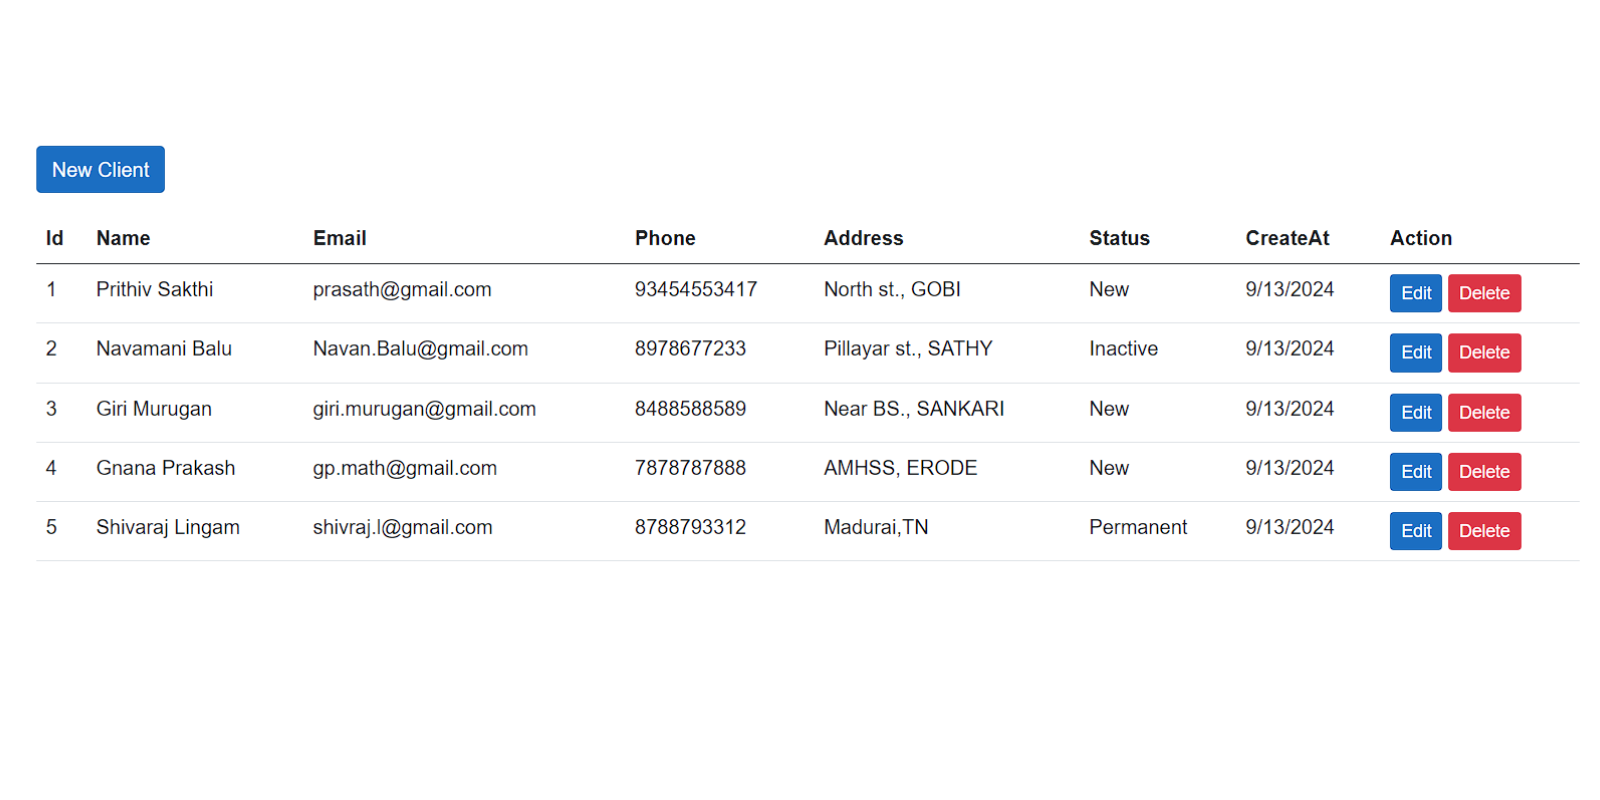 New Client
Id Name Email Phone Address Status CreateAt Action
1 Prithiv Sakthi prasath@gmail.com 93454553417 North st., GOBI New 9/13/2024 Edit Delete
2 Navamani Balu Navan.Balu@gmail.com 8978677233 Pillayar st., SATHY Inactive 9/13/2024 Edit Delete
3 Giri Murugan giri.murugan@gmail.com 8488588589 Near BS., SANKARI New 9/13/2024 Edit Delete
4 Gnana Prakash gp.math@gmail.com 7878787888 AMHSS, ERODE New 9/13/2024 Edit Delete
5 Shivaraj Lingam shivraj.l@gmail.com 8788793312 Madurai,TN Permanent 9/13/2024 Edit Delete